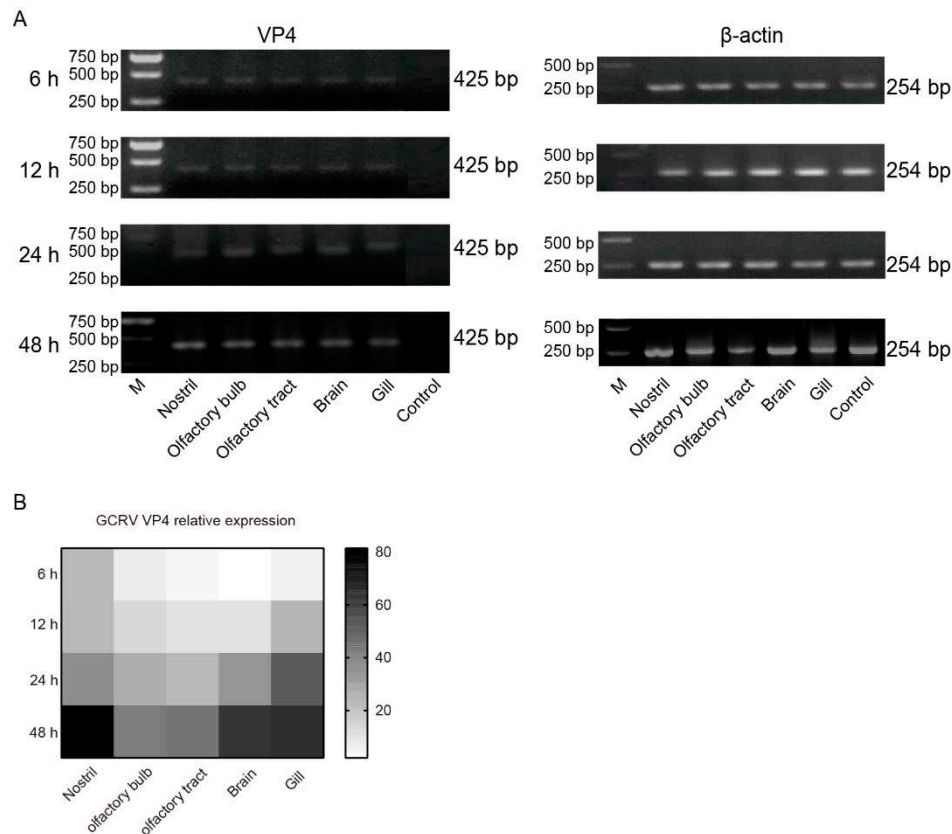 A
VP4
β-actin
6 h
750 bp
500 bp
250 bp
425 bp
500 bp
250 bp
254 bp
12 h
750 bp
500 bp
250 bp
425 bp
500 bp
250 bp
254 bp
24 h
750 bp
500 bp
250 bp
425 bp
500 bp
250 bp
254 bp
48 h
750 bp
500 bp
250 bp
425 bp
500 bp
250 bp
254 bp
M
Nostril
Olfactory bulb
Olfactory tract
Brain
Gill
Control
M
Nostril
Olfactory bulb
Olfactory tract
Brain
Gill
Control
B
GCRV VP4 relative expression
6 h
12 h
24 h
48 h
80
60
40
20
Nostril
olfactory bulb
olfactory tract
Brain
Gill